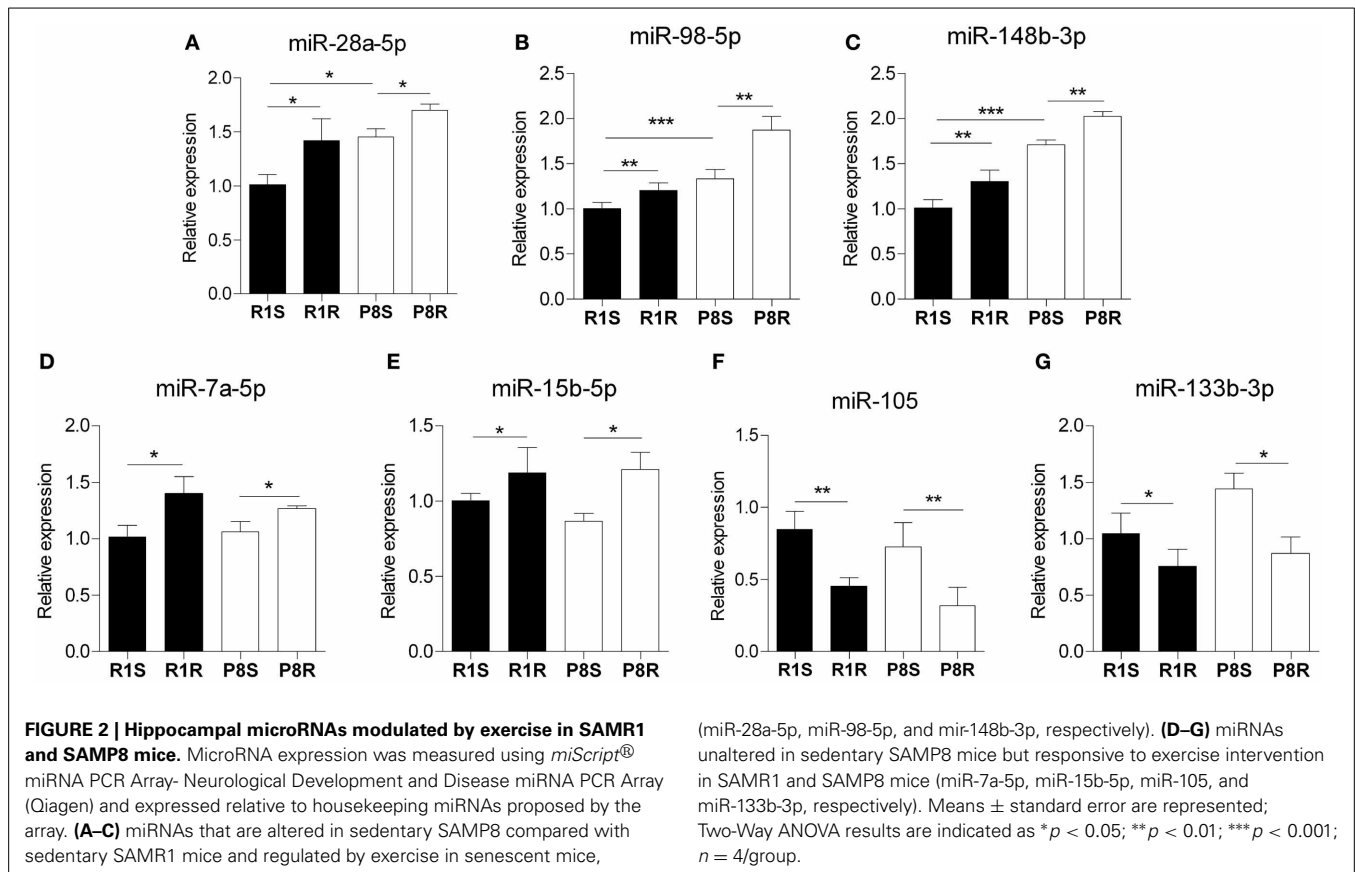 A
miR-28a-5p
Relative expression
2.0
1.5
1.0
0.5
0.0
*
*
*
R1S R1R P8S P8R
B
miR-98-5p
Relative expression
2.5
2.0
1.5
1.0
0.5
0.0
**
***
**
R1S R1R P8S P8R
C
miR-148b-3p
Relative expression
2.5
2.0
1.5
1.0
0.5
0.0
**
***
**
R1S R1R P8S P8R
D
miR-7a-5p
Relative expression
2.0
1.5
1.0
0.5
0.0
*
*
R1S R1R P8S P8R
E
miR-15b-5p
Relative expression
1.5
1.0
0.5
0.0
*
*
R1S R1R P8S P8R
F
miR-105
Relative expression
1.5
1.0
0.5
0.0
**
**
R1S R1R P8S P8R
G
miR-133b-3p
Relative expression
2.0
1.5
1.0
0.5
0.0
*
*
R1S R1R P8S P8R
FIGURE 2 | Hippocampal microRNAs modulated by exercise in SAMR1
and SAMP8 mice. MicroRNA expression was measured using miScript®
miRNA PCR Array- Neurological Development and Disease miRNA PCR Array
(Qiagen) and expressed relative to housekeeping miRNAs proposed by the
array. (A–C) miRNAs that are altered in sedentary SAMP8 compared with
sedentary SAMR1 mice and regulated by exercise in senescent mice,
(miR-28a-5p, miR-98-5p, and mir-148b-3p, respectively). (D–G) miRNAs
unaltered in sedentary SAMP8 mice but responsive to exercise intervention
in SAMR1 and SAMP8 mice (miR-7a-5p, miR-15b-5p, miR-105, and
miR-133b-3p, respectively). Means ± standard error are represented;
Two-Way ANOVA results are indicated as *p < 0.05; **p < 0.01; ***p < 0.001;
n = 4/group.